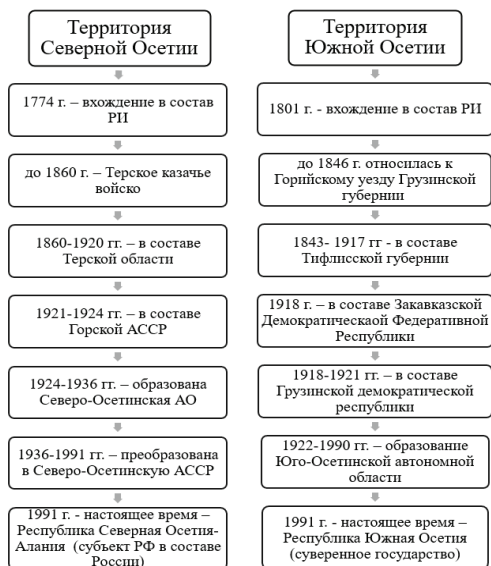 Территория
Северной Осетии
1774 г. – вхождение в состав
РИ
до 1860 г. – Терское казачье
войско
1860-1920 гг. – в составе
Терской области
1921-1924 гг. – в составе
Горской АССР
1924-1936 гг. – образована
Северо-Осетинская АО
1936-1991 гг. – преобразована
в Северо-Осетинскую АССР
1991 г. - настоящее время –
Республика Северная Осетия-
Алания (субъект РФ в составе
России)
Территория
Южной Осетии
1801 г. - вхождение в состав РИ
до 1846 г. относилась к
Горийскому уезду Грузинской
губернии
1843- 1917 гг - в составе
Тифлисской губернии
1918 г. – в составе Закавказской
Демократическаой Федеративной
Республики
1918-1921 гг. – в составе
Грузинской демократической
республики
1922-1990 гг. – образование
Юго-Осетинской автономной
области
1991 г. - настоящее время –
Республика Южная Осетия
(суверенное государство)